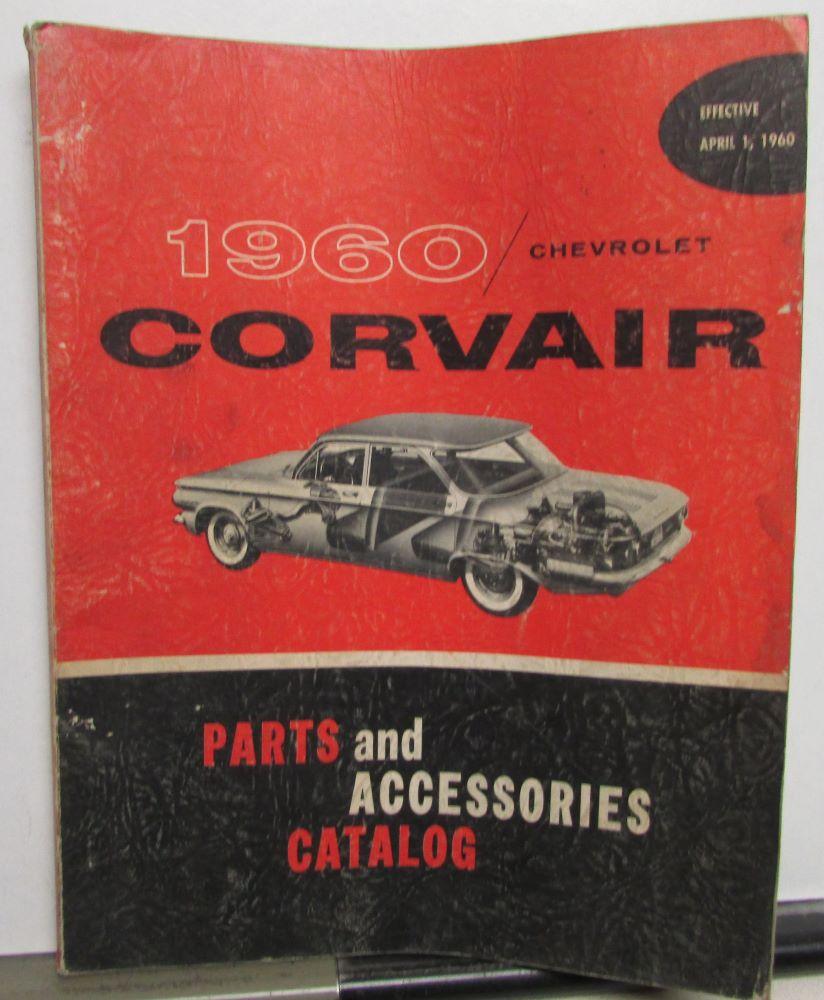 EFFECTIVE
APRIL 1, 1960
1960/CHEVROLET
CORVAIR
PARTS and
ACCESSORIES
CATALOG